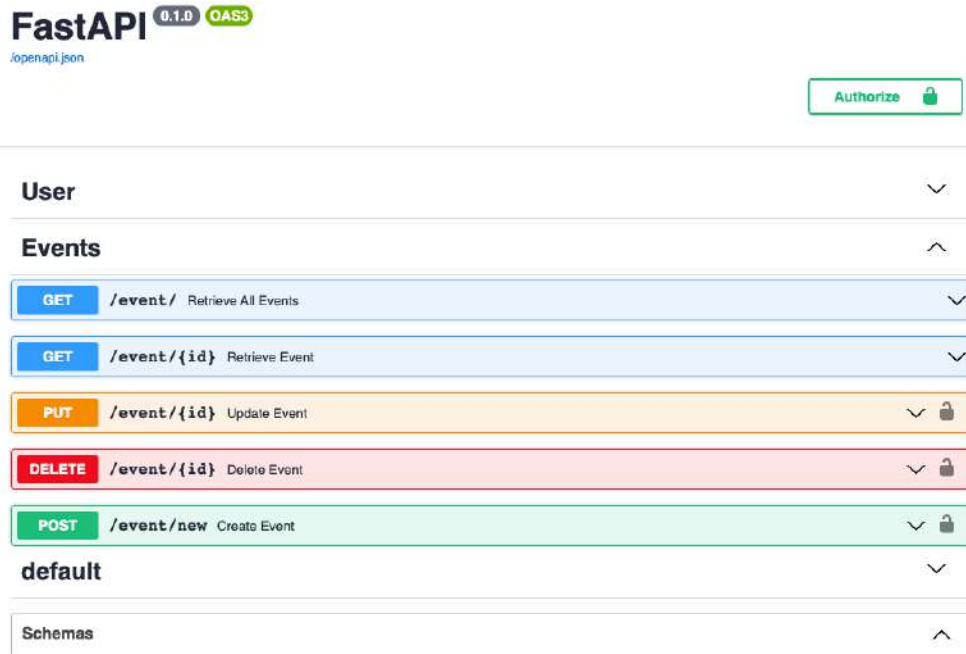 FastAPI 0.1.0 OAS3
/openapi.json
Authorize
User
Events
GET /event/ Retrieve All Events
GET /event/{id} Retrieve Event
PUT /event/{id} Update Event
DELETE /event/{id} Delete Event
POST /event/new Create Event
default
Schemas